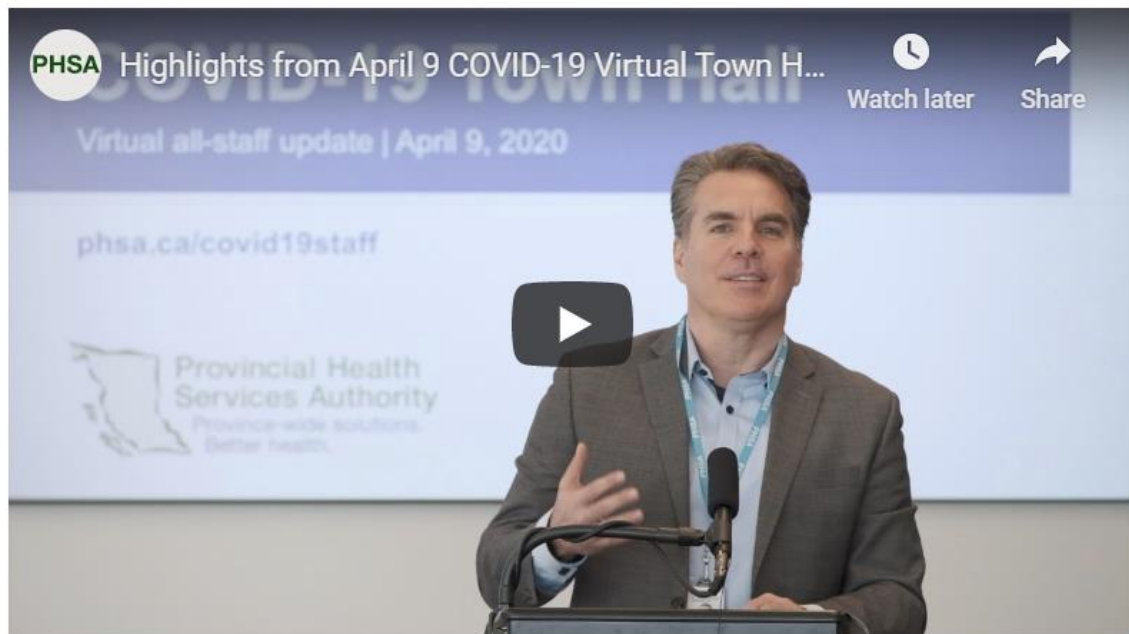 PHSA
Highlights from April 9 COVID-19 Virtual Town H...
Watch later
Share
COVID-19 Town Hall
Virtual all-staff update | April 9, 2020
phsa.ca/covid19staff
Provincial Health
Services Authority
Province-wide solutions.
Better health.
PHSA